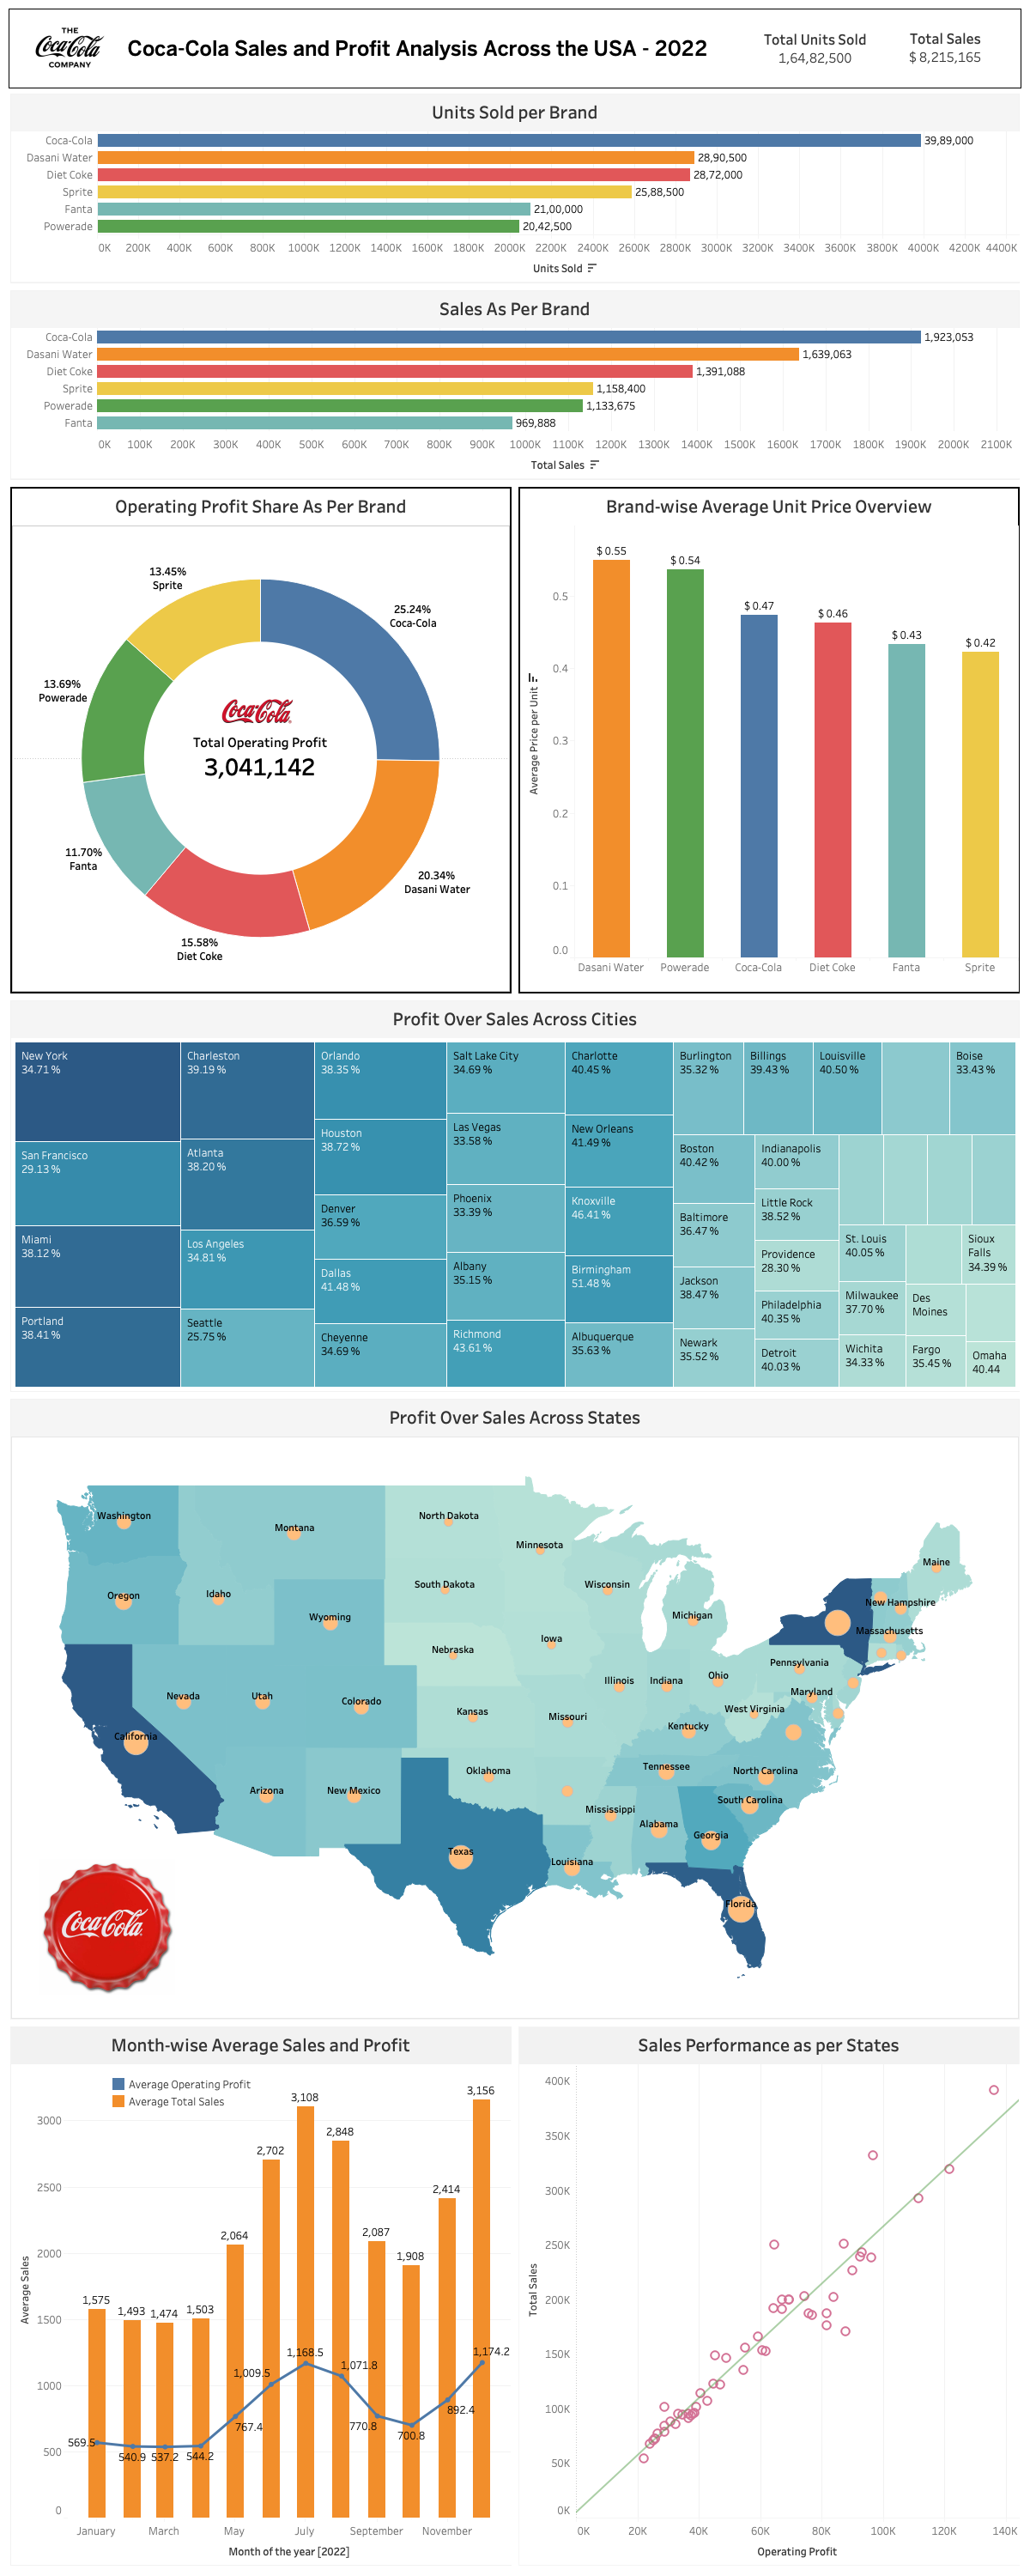 THE
Coca-Cola
COMPANY
Coca-Cola Sales and Profit Analysis Across the USA - 2022
Total Units Sold
1,64,82,500
Total Sales
$ 8,215,165
Units Sold per Brand
Coca-Cola 39,89,000
Dasani Water 28,90,500
Diet Coke 28,72,000
Sprite 25,88,500
Fanta 21,00,000
Powerade 20,42,500
0K 200K 400K 600K 800K 1000K 1200K 1400K 1600K 1800K 2000K 2200K 2400K 2600K 2800K 3000K 3200K 3400K 3600K 3800K 4000K 4200K 4400K
Units Sold
Sales As Per Brand
Coca-Cola 1,923,053
Dasani Water 1,639,063
Diet Coke 1,391,088
Sprite 1,158,400
Powerade 1,133,675
Fanta 969,888
0K 100K 200K 300K 400K 500K 600K 700K 800K 900K 1000K 1100K 1200K 1300K 1400K 1500K 1600K 1700K 1800K 1900K 2000K 2100K
Total Sales
Operating Profit Share As Per Brand
13.45%
Sprite
25.24%
Coca-Cola
13.69%
Powerade
Coca-Cola
Total Operating Profit
3,041,142
11.70%
Fanta
20.34%
Dasani Water
15.58%
Diet Coke
Brand-wise Average Unit Price Overview
$ 0.55
$ 0.54
$ 0.47
$ 0.46
$ 0.43
$ 0.42
0.5
0.4
0.3
0.2
0.1
0.0
Average Price per Unit
Dasani Water Powerade Coca-Cola Diet Coke Fanta Sprite
Profit Over Sales Across Cities
New York
34.71 %
San Francisco
29.13 %
Miami
38.12 %
Portland
38.41 %
Charleston
39.19 %
Atlanta
38.20 %
Los Angeles
34.81 %
Seattle
25.75 %
Orlando
38.35 %
Houston
38.72 %
Denver
36.59 %
Dallas
41.48 %
Cheyenne
34.69 %
Salt Lake City
34.69 %
Las Vegas
33.58 %
Phoenix
33.39 %
Albany
35.15 %
Richmond
43.61 %
Charlotte
40.45 %
New Orleans
41.49 %
Knoxville
46.41 %
Birmingham
51.48 %
Albuquerque
35.63 %
Burlington
35.32 %
Billings
39.43 %
Louisville
40.50 %
Boise
33.43 %
Boston
40.42 %
Baltimore
36.47 %
Jackson
38.47 %
Newark
35.52 %
Indianapolis
40.00 %
Little Rock
38.52 %
Providence
28.30 %
Philadelphia
40.35 %
Detroit
40.03 %
St. Louis
40.05 %
Milwaukee
37.70 %
Wichita
34.33 %
Sioux
Falls
34.39 %
Des
Moines
Fargo
35.45 %
Omaha
40.44
Profit Over Sales Across States
Washington
Montana
North Dakota
Minnesota
Maine
Oregon
Idaho
Wyoming
South Dakota
Wisconsin
Michigan
New Hampshire
Massachusetts
Nebraska
Iowa
Pennsylvania
Nevada
Utah
Colorado
Illinois
Indiana
Ohio
Maryland
California
Kansas
Missouri
Kentucky
West Virginia
Arizona
New Mexico
Oklahoma
Tennessee
North Carolina
Mississippi
Alabama
Georgia
South Carolina
Texas
Louisiana
Florida
Coca-Cola
Month-wise Average Sales and Profit
Average Operating Profit
Average Total Sales
3000
2500
2000
1500
1000
500
0
Average Sales
1,575
1,493
1,474
1,503
2,064
2,702
3,108
2,848
2,087
1,908
2,414
3,156
569.5
540.9
537.2
544.2
767.4
1,009.5
1,168.5
1,071.8
770.8
700.8
892.4
1,174.2
January March May July September November
Month of the year [2022]
Sales Performance as per States
400K
350K
300K
250K
200K
150K
100K
50K
0K
Total Sales
0K 20K 40K 60K 80K 100K 120K 140K
Operating Profit